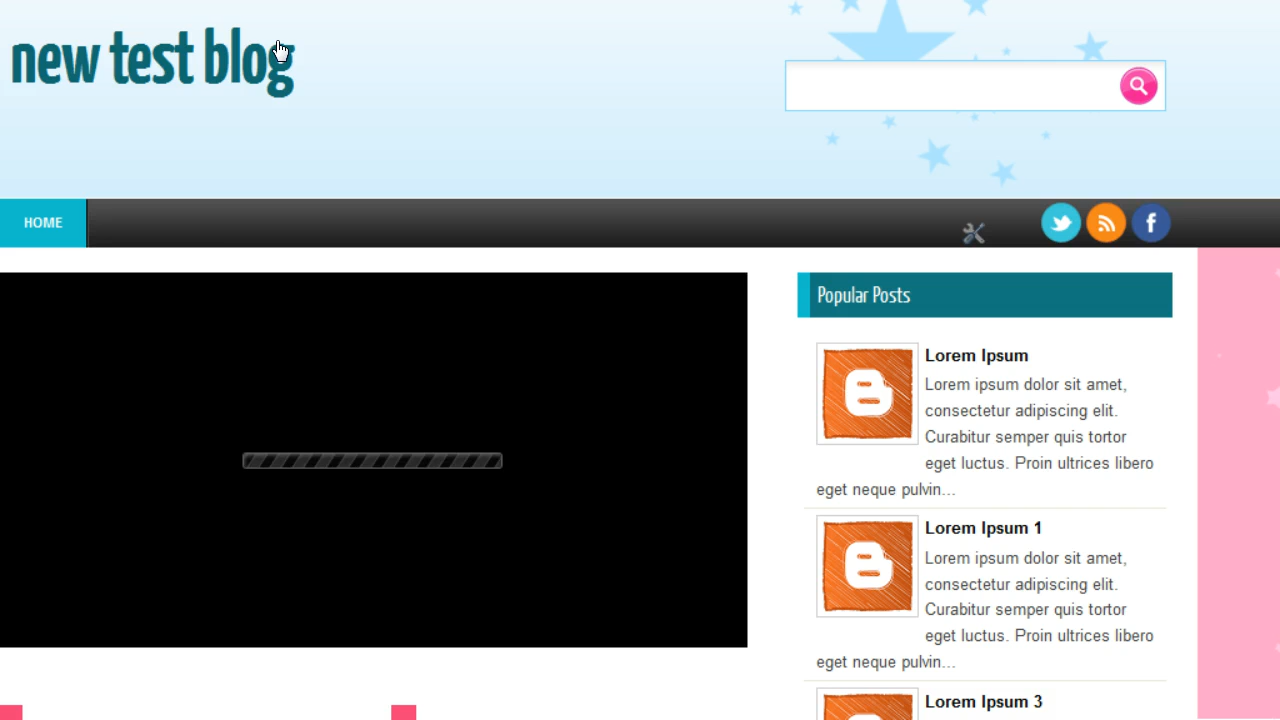 new test blog
HOME
Popular Posts
Lorem Ipsum
Lorem ipsum dolor sit amet,
consectetur adipiscing elit.
Curabitur semper quis tortor
eget luctus. Proin ultrices libero
eget neque pulvin...
Lorem Ipsum 1
Lorem ipsum dolor sit amet,
consectetur adipiscing elit.
Curabitur semper quis tortor
eget luctus. Proin ultrices libero
eget neque pulvin...
Lorem Ipsum 3